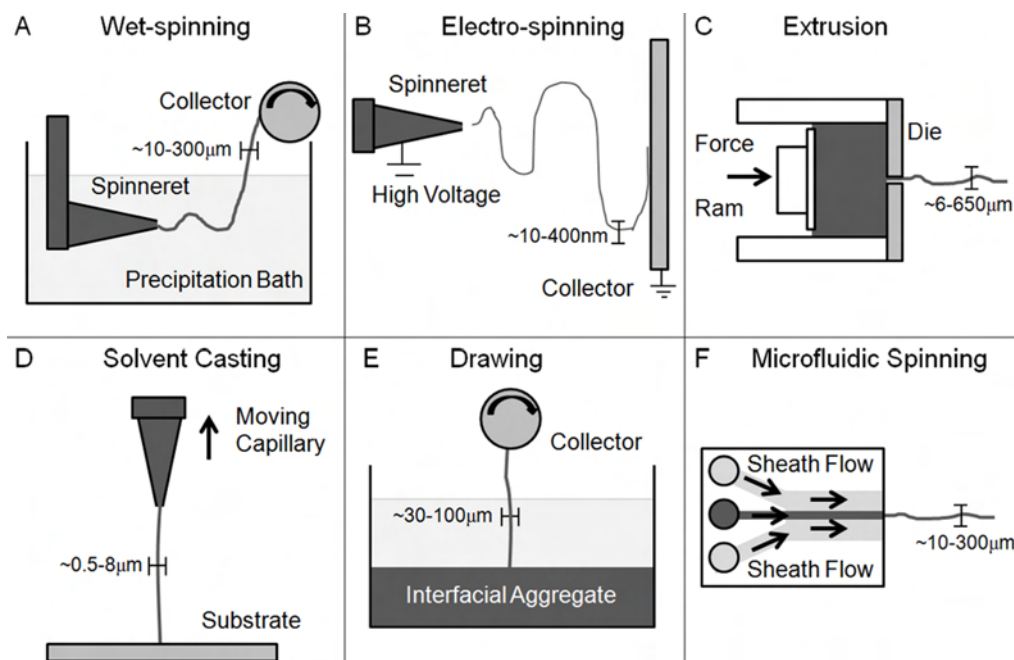 A Wet-spinning
Collector
~10-300μm
Spinneret
Precipitation Bath
B Electro-spinning
Spinneret
High Voltage
~10-400nm
Collector
C Extrusion
Die
Force
Ram
~6-650μm
D Solvent Casting
Moving
Capillary
~0.5-8μm
Substrate
E Drawing
Collector
~30-100μm
Interfacial Aggregate
F Microfluidic Spinning
Sheath Flow
~10-300μm
Sheath Flow